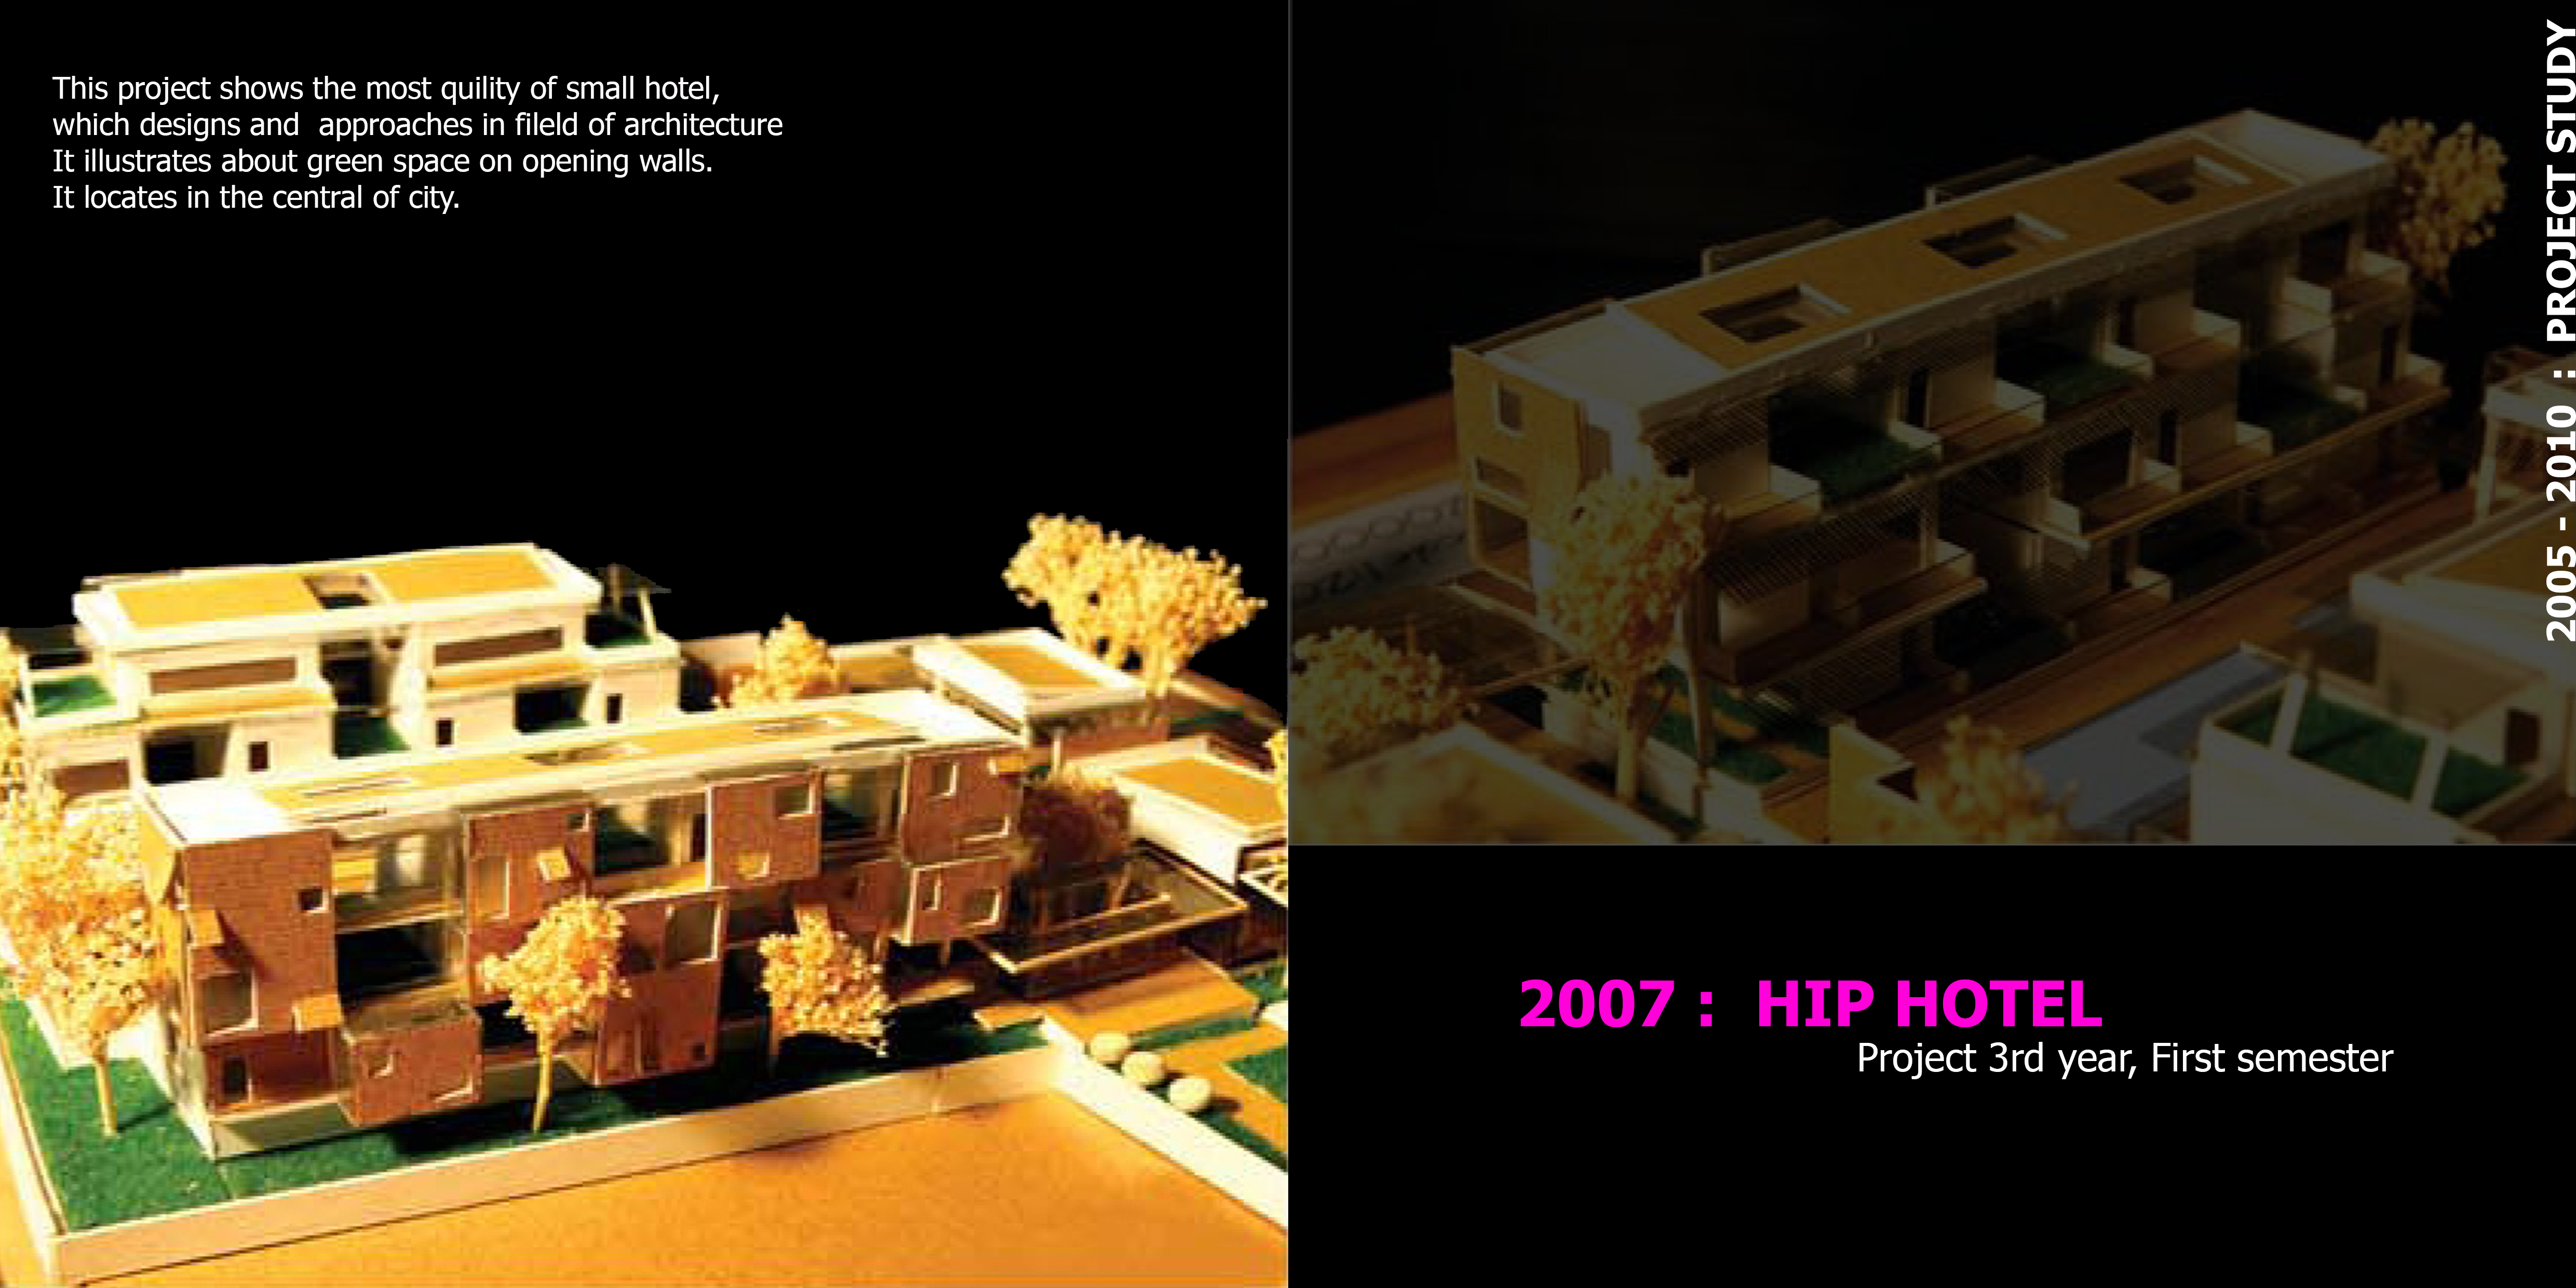 This project shows the most quility of small hotel,
which designs and  approaches in fileld of architecture
It illustrates about green space on opening walls.
It locates in the central of city.
2005 - 2010 : PROJECT STUDY
2007 :  HIP HOTEL
Project 3rd year, First semester